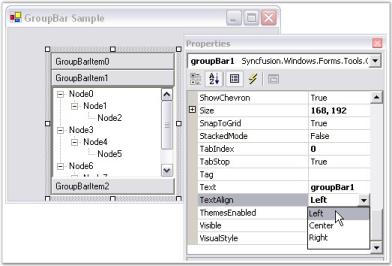 GroupBar Sample
GroupBarItem0
GroupBarItem1
Node0
Node1
Node2
Node3
Node4
Node5
Node6
Node7
GroupBarItem2
Properties
groupBar1 Syncfusion.Windows.Forms.Tools.
ShowChevron True
Size 168, 192
SnapToGrid True
StackedMode False
TabIndex 0
TabStop True
Tag
Text groupBar1
TextAlign Left
ThemesEnabled
Visible
VisualStyle
Left
Center
Right